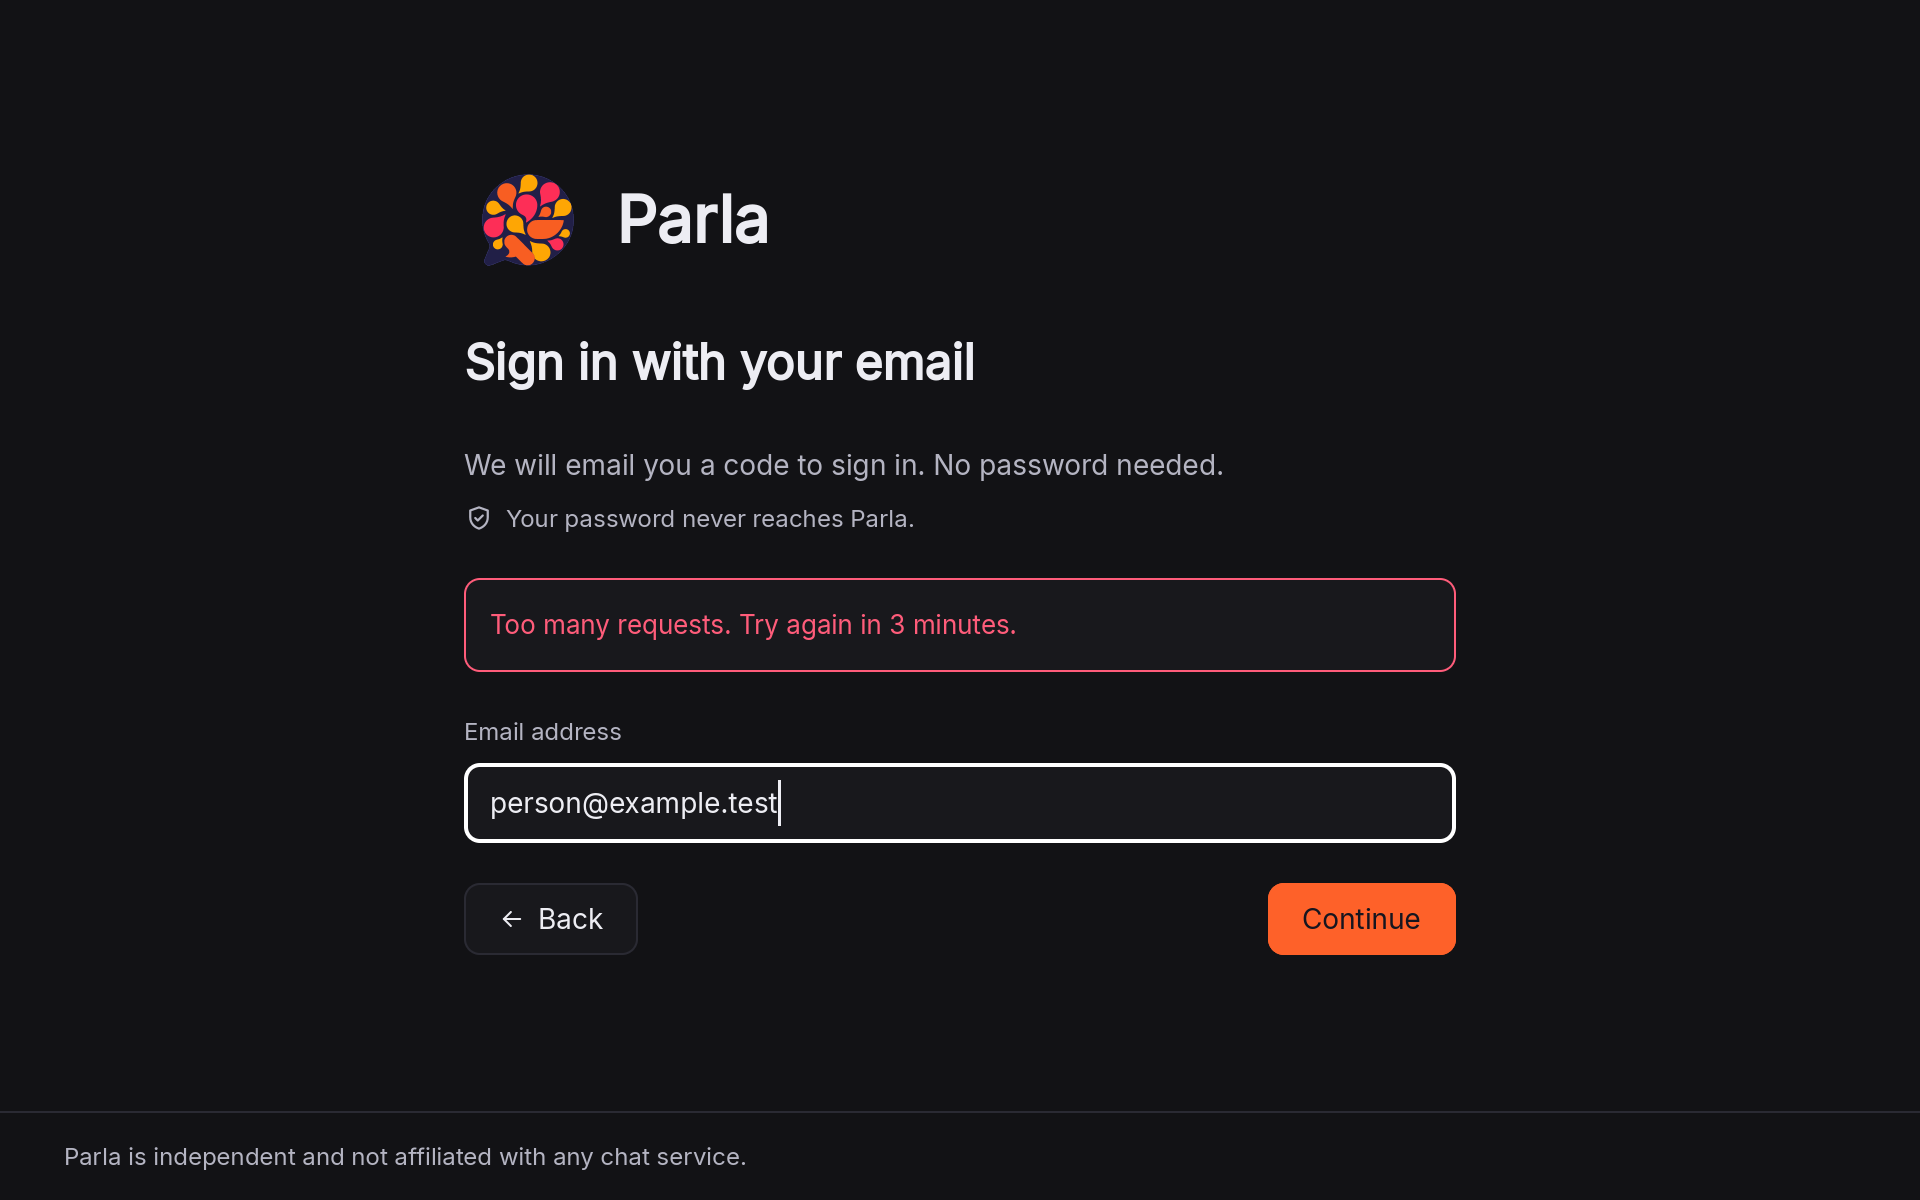 Parla
Sign in with your email
We will email you a code to sign in. No password needed.
Your password never reaches Parla.
Too many requests. Try again in 3 minutes.
Email address
person@example.test
Back
Continue
Parla is independent and not affiliated with any chat service.